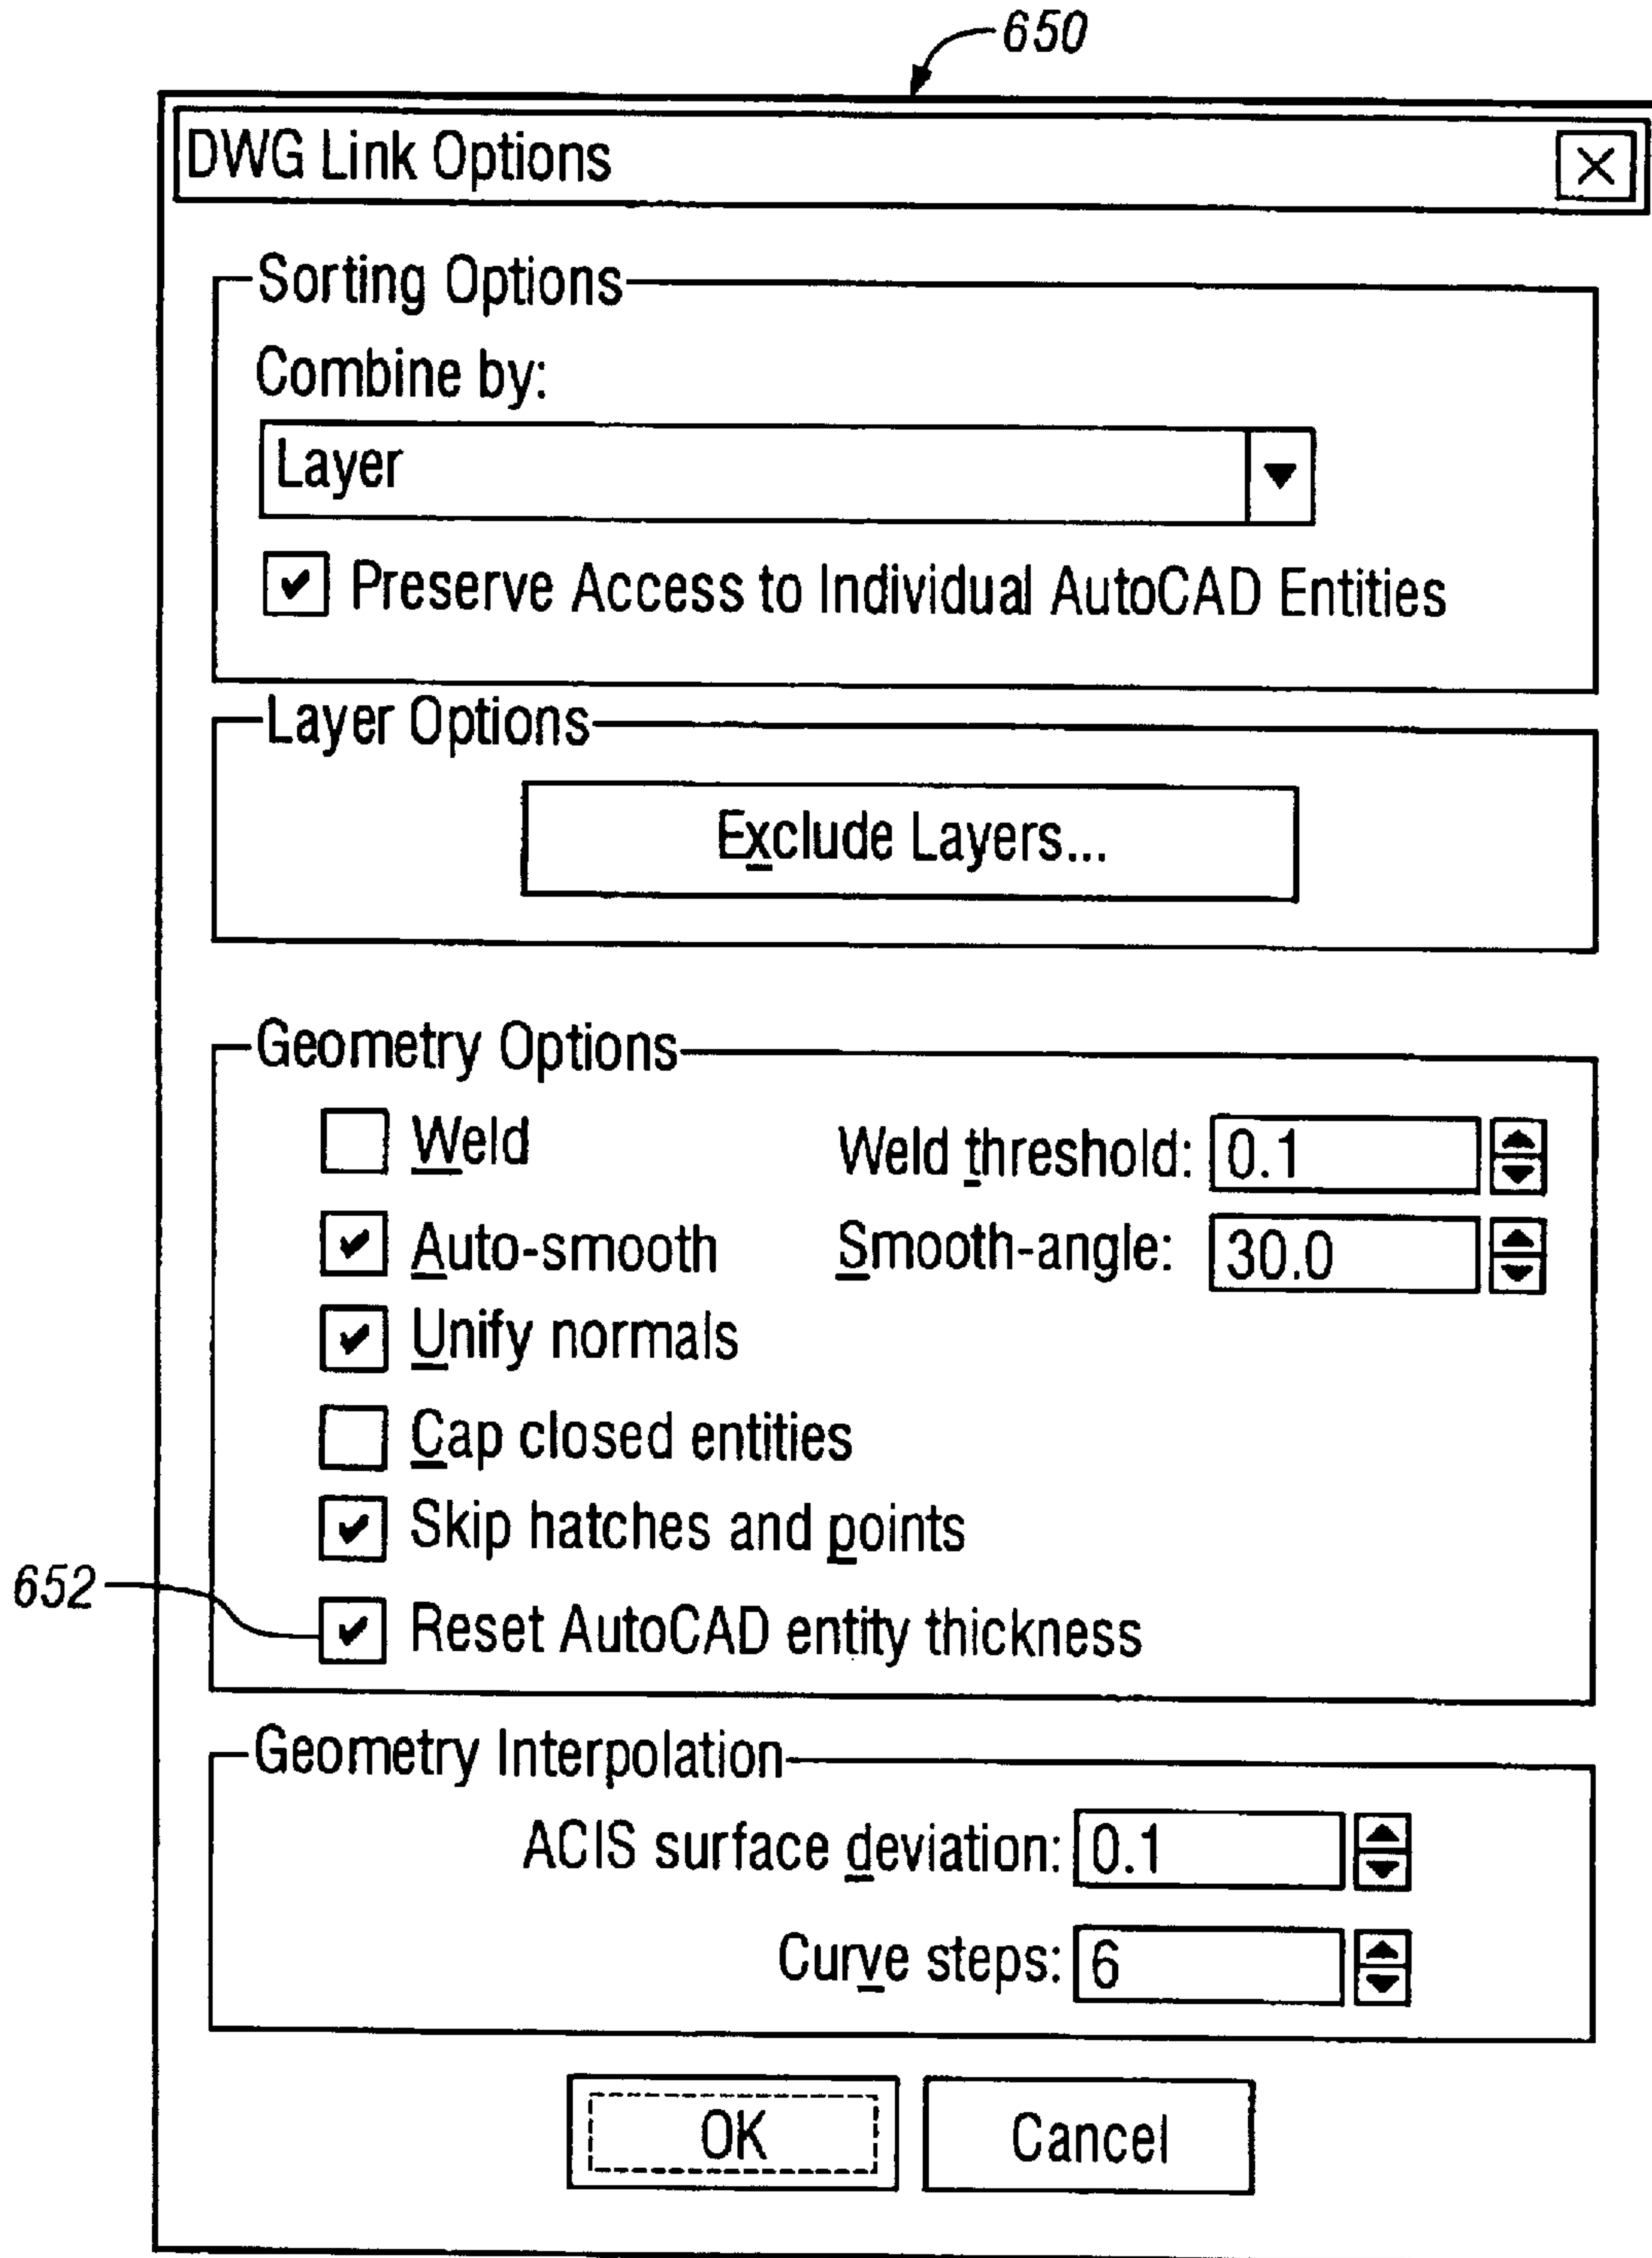 650
DWG Link Options
Sorting Options
Combine by:
Layer
Preserve Access to Individual AutoCAD Entities
Layer Options
Exclude Layers...
Geometry Options
Weld Weld threshold: 0.1
Auto-smooth Smooth-angle: 30.0
Unify normals
Cap closed entities
Skip hatches and points
652 Reset AutoCAD entity thickness
Geometry Interpolation
ACIS surface deviation: 0.1
Curve steps: 6
OK Cancel